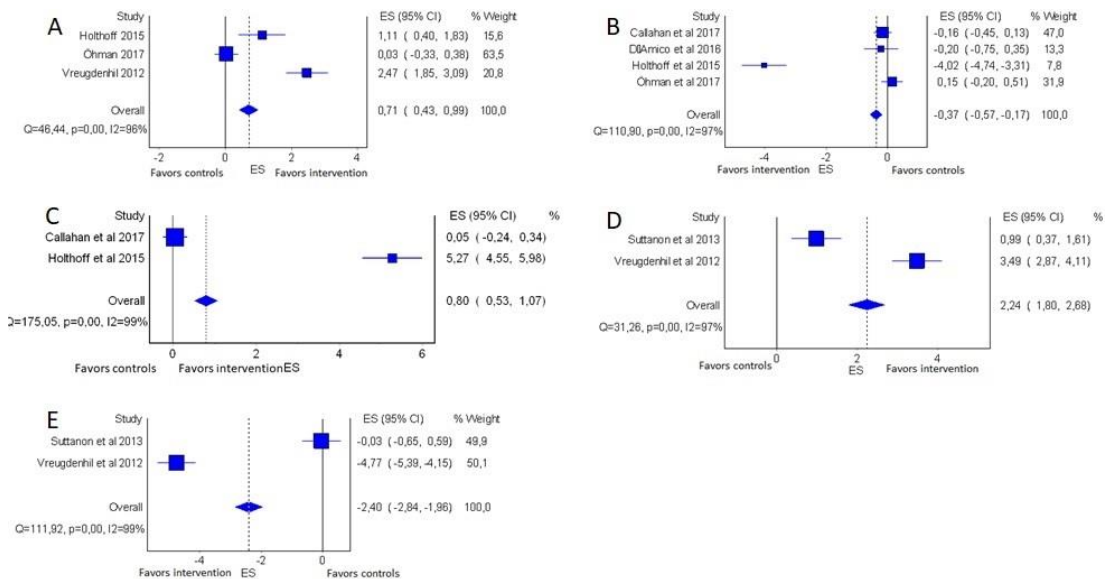 A
Study ES (95% CI) % Weight
Holthoff 2015 1,11 ( 0,40, 1,83) 15,6
Öhman 2017 0,03 (-0,33, 0,38) 63,5
Vreugdenhil 2012 2,47 ( 1,85, 3,09) 20,8
Overall 0,71 ( 0,43, 0,99) 100,0
Q=46,44, p=0,00, I2=96%
-2 0 2 4
Favors controls ES Favors intervention
B
Study ES (95% CI) % Weight
Callahan et al 2017 -0,16 (-0,45, 0,13) 47,0
D‖Amico et al 2016 -0,20 (-0,75, 0,35) 13,3
Holthoff et al 2015 -4,02 (-4,74, -3,31) 7,8
Öhman et al 2017 0,15 (-0,20, 0,51) 31,9
Overall -0,37 (-0,57, -0,17) 100,0
Q=110,90, p=0,00, I2=97%
-4 -2 0
Favors intervention ES Favors controls
C
Study ES (95% CI) %
Callahan et al 2017 0,05 ( -0,24, 0,34)
Holthoff et al 2015 5,27 ( 4,55, 5,98)
Overall 0,80 ( 0,53, 1,07)
Q=175,05, p=0,00, I2=99%
0 2 4 6
Favors controls Favors intervention ES
D
Study ES (95% CI) %
Suttanon et al 2013 0,99 ( 0,37, 1,61)
Vreugdenhil et al 2012 3,49 ( 2,87, 4,11)
Overall 2,24 ( 1,80, 2,68)
Q=31,26, p=0,00, I2=97%
0 2 4
Favors controls ES Favors intervention
E
Study ES (95% CI) % Weight
Suttanon et al 2013 -0,03 (-0,65, 0,59) 49,9
Vreugdenhil et al 2012 -4,77 (-5,39, -4,15) 50,1
Overall -2,40 (-2,84, -1,96) 100,0
Q=111,92, p=0,00, I2=99%
-4 -2 0
Favors intervention ES Favors controls